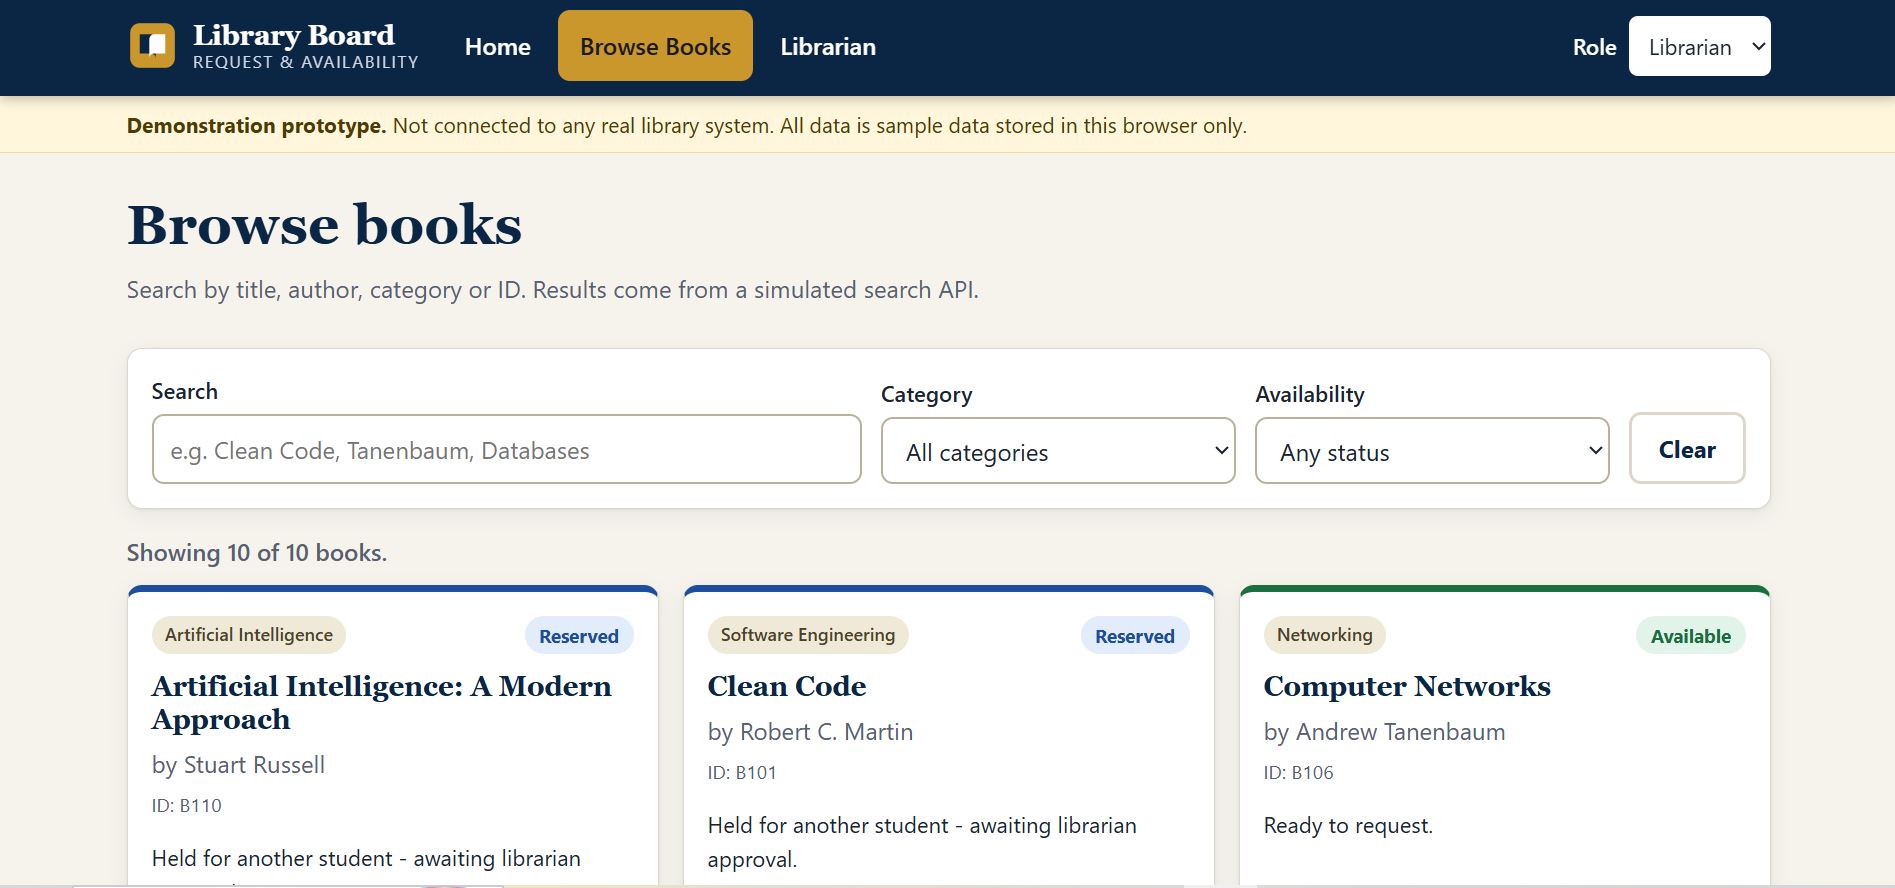 Library Board
REQUEST & AVAILABILITY
Home
Browse Books
Librarian
Role
Librarian
Demonstration prototype. Not connected to any real library system. All data is sample data stored in this browser only.
Browse books
Search by title, author, category or ID. Results come from a simulated search API.
Search
Category
Availability
e.g. Clean Code, Tanenbaum, Databases
All categories
Any status
Clear
Showing 10 of 10 books.
Artificial Intelligence
Reserved
Artificial Intelligence: A Modern
Approach
by Stuart Russell
ID: B110
Held for another student - awaiting librarian
Software Engineering
Reserved
Clean Code
by Robert C. Martin
ID: B101
Held for another student - awaiting librarian
approval.
Networking
Available
Computer Networks
by Andrew Tanenbaum
ID: B106
Ready to request.